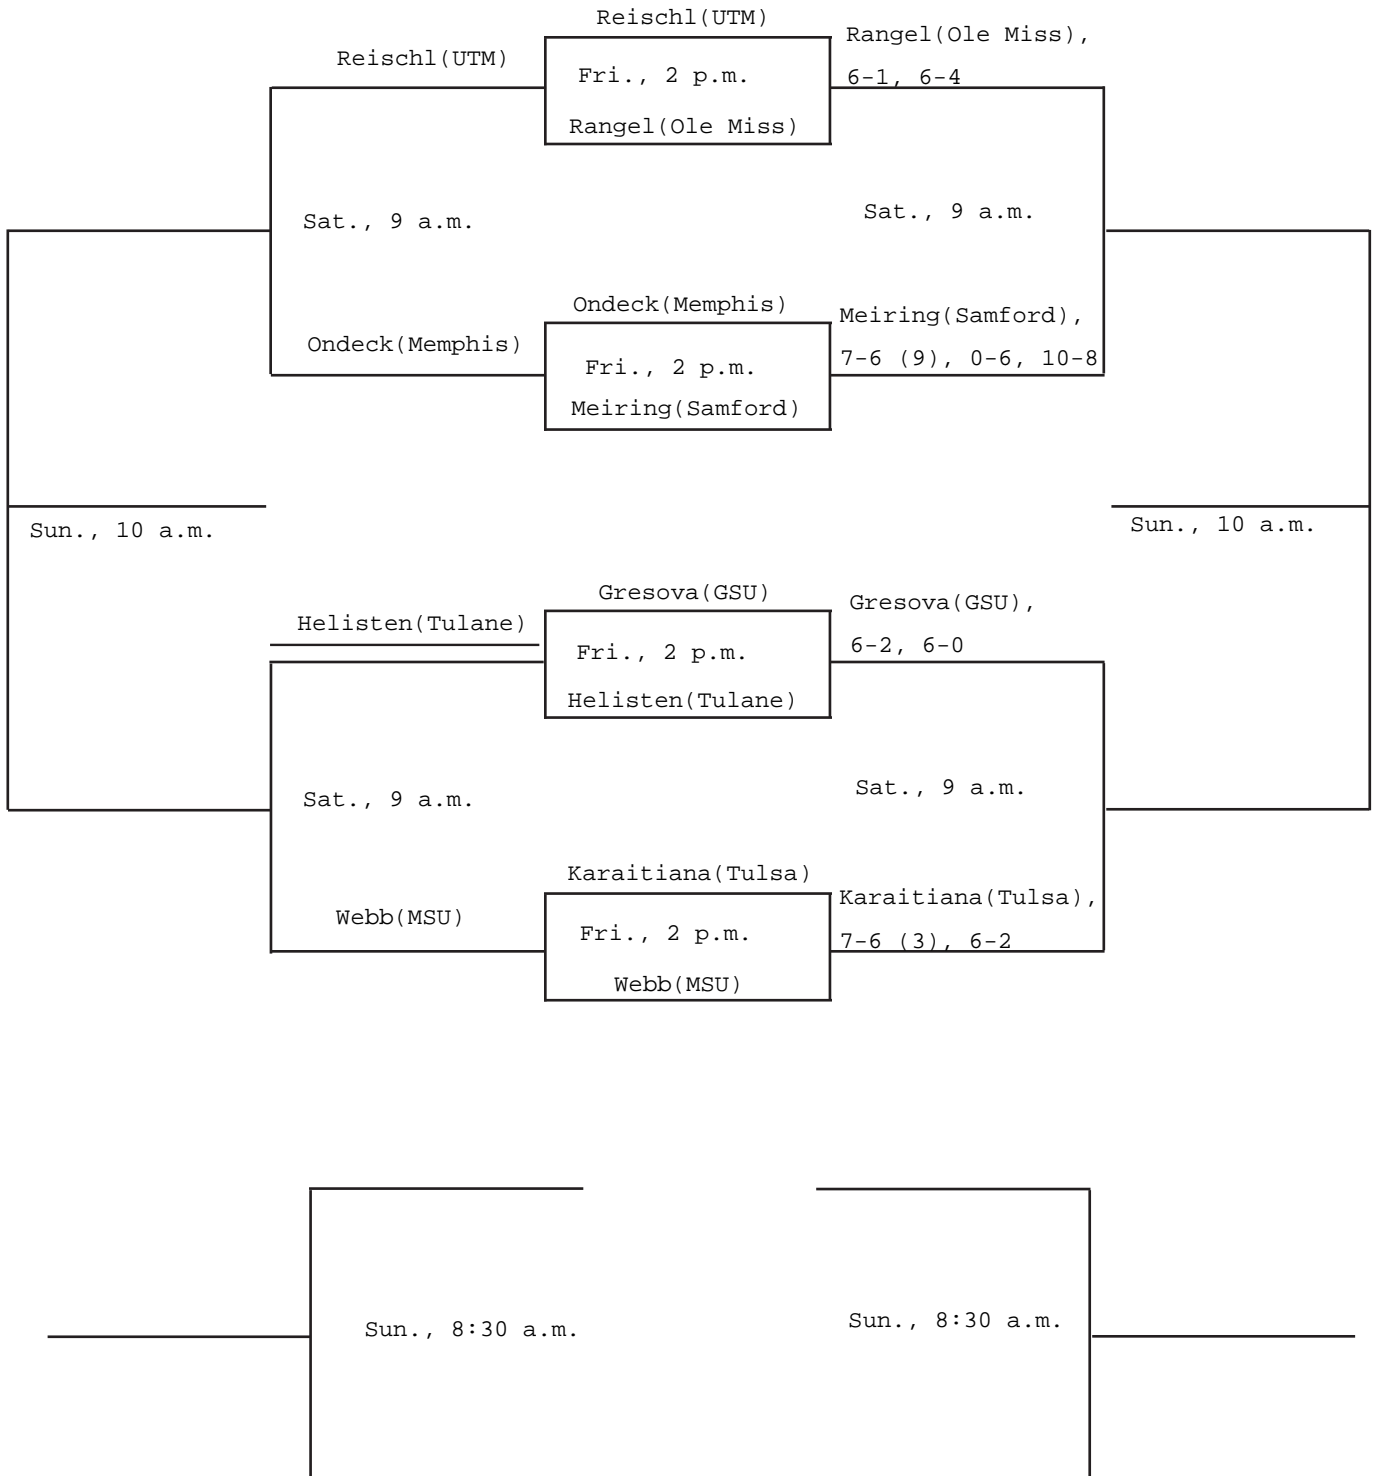 Reischl(UTM)
Reischl(UTM)
Fri., 2 p.m.
Rangel(Ole Miss)
Rangel(Ole Miss),
6-1, 6-4
Sat., 9 a.m.
Sat., 9 a.m.
Ondeck(Memphis)
Ondeck(Memphis)
Fri., 2 p.m.
Meiring(Samford)
Meiring(Samford),
7-6 (9), 0-6, 10-8
Sun., 10 a.m.
Sun., 10 a.m.
Helisten(Tulane)
Gresova(GSU)
Fri., 2 p.m.
Helisten(Tulane)
Gresova(GSU),
6-2, 6-0
Sat., 9 a.m.
Sat., 9 a.m.
Webb(MSU)
Karaitiana(Tulsa)
Fri., 2 p.m.
Webb(MSU)
Karaitiana(Tulsa),
7-6 (3), 6-2
Sun., 8:30 a.m.
Sun., 8:30 a.m.